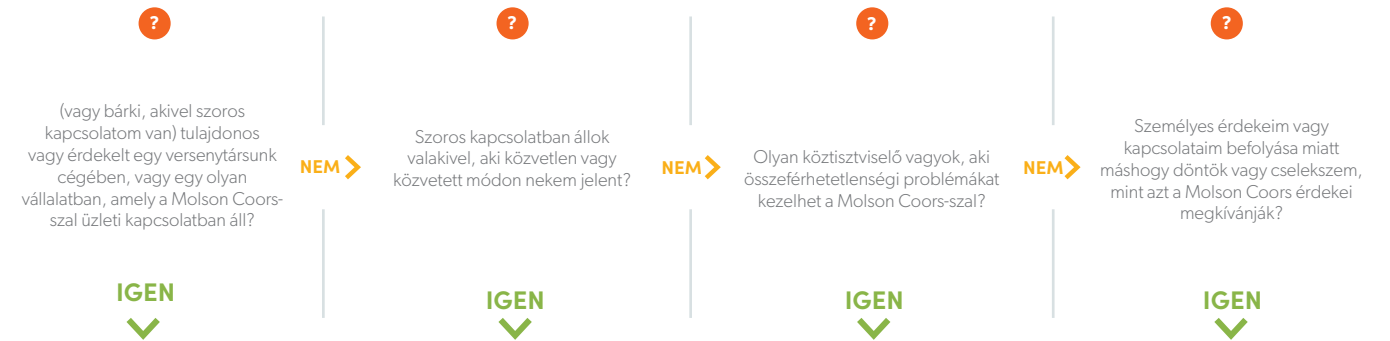 ?
(vagy bárki, akivel szoros
kapcsolatom van) tulajdonos
vagy érdekelt egy versenytársunk
cégében, vagy egy olyan
vállalatban, amely a Molson Coors-
szal üzleti kapcsolatban áll?
IGEN
NEM
?
Szoros kapcsolatban állok
valakivel, aki közvetlen vagy
közvetett módon nekem jelent?
IGEN
NEM
?
Olyan köztisztviselő vagyok, aki
összeférhetetlenségi problémákat
kezelhet a Molson Coors-szal?
IGEN
NEM
?
Személyes érdekeim vagy
kapcsolataim befolyása miatt
máshogy döntök vagy cselekszem,
mint azt a Molson Coors érdekei
megkívánják?
IGEN